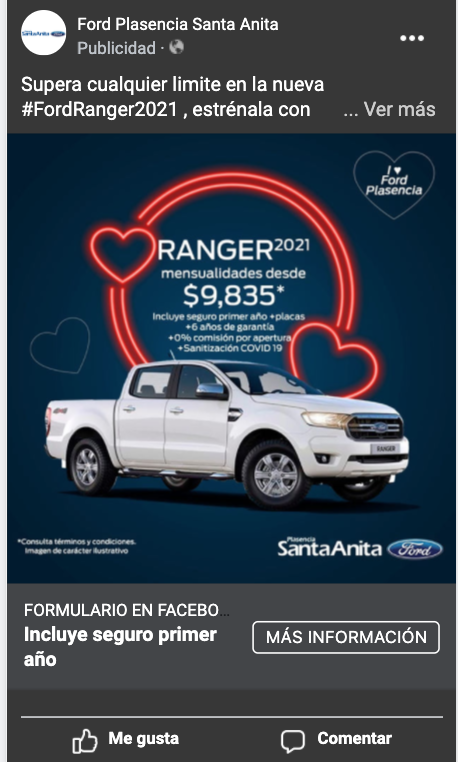 Ford Plasencia Santa Anita
Publicidad ·
Supera cualquier limite en la nueva
#FordRanger2021 , estrénala con
... Ver más
I ♥
Ford
Plasencia
RANGER2021
mensualidades desde
$9,835*
Incluye seguro primer año +placas
+6 años de garantía
+0% comisión por apertura
+Sanitización COVID 19
4x4
RANGER
*Consulta términos y condiciones.
Imagen de carácter ilustrativo
Plasencia
SantaAnita Ford
FORMULARIO EN FACEBO...
Incluye seguro primer
año
MÁS INFORMACIÓN
Me gusta
Comentar